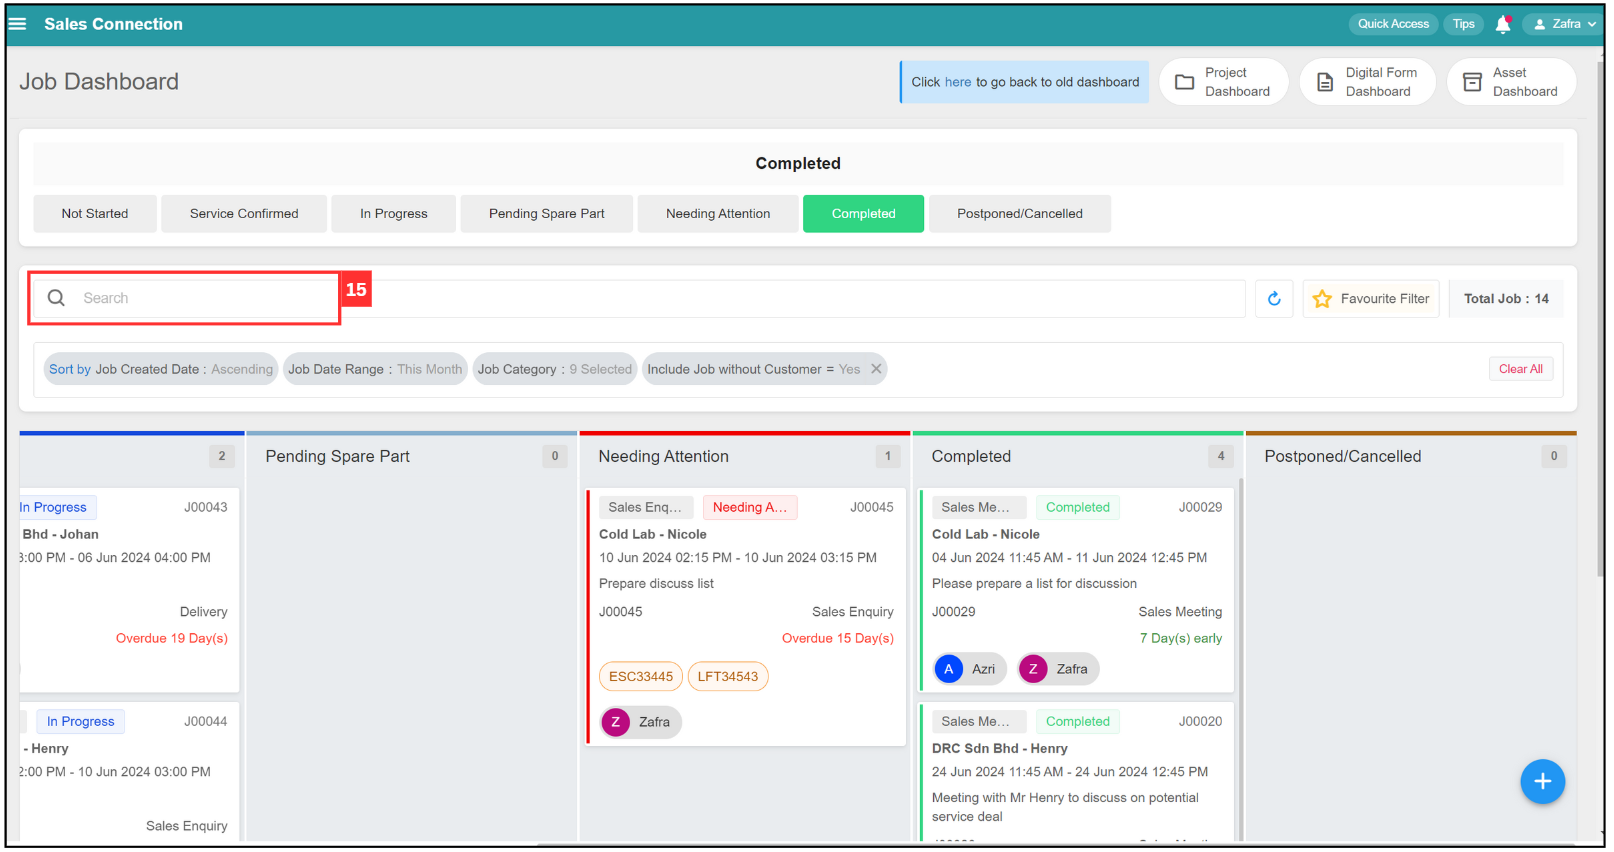 Sales Connection
Quick Access
Tips
Zafra
Job Dashboard
Click here to go back to old dashboard
Project
Dashboard
Digital Form
Dashboard
Asset
Dashboard
Completed
Not Started
Service Confirmed
In Progress
Pending Spare Part
Needing Attention
Completed
Postponed/Cancelled
Search
15
Favourite Filter
Total Job : 14
Sort by Job Created Date : Ascending
Job Date Range : This Month
Job Category : 9 Selected
Include Job without Customer = Yes
Clear All
2
In Progress
J00043
Bhd - Johan
:00 PM - 06 Jun 2024 04:00 PM
Delivery
Overdue 19 Day(s)
In Progress
J00044
- Henry
2:00 PM - 10 Jun 2024 03:00 PM
Sales Enquiry
Pending Spare Part
0
Needing Attention
1
Sales Enq...
Needing A...
J00045
Cold Lab - Nicole
10 Jun 2024 02:15 PM - 10 Jun 2024 03:15 PM
Prepare discuss list
J00045
Sales Enquiry
Overdue 15 Day(s)
ESC33445
LFT34543
Z
Zafra
Completed
4
Sales Me...
Completed
J00029
Cold Lab - Nicole
04 Jun 2024 11:45 AM - 11 Jun 2024 12:45 PM
Please prepare a list for discussion
J00029
Sales Meeting
7 Day(s) early
A
Azri
Z
Zafra
Sales Me...
Completed
J00020
DRC Sdn Bhd - Henry
24 Jun 2024 11:45 AM - 24 Jun 2024 12:45 PM
Meeting with Mr Henry to discuss on potential
service deal
Postponed/Cancelled
0